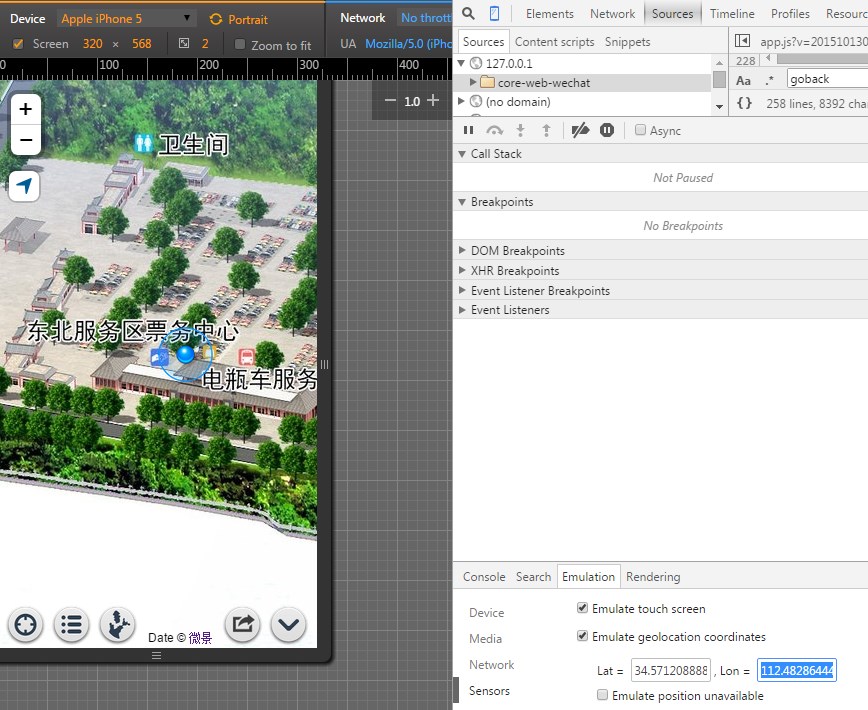 Device Apple iPhone 5 Portrait
Screen 320 × 568 2 Zoom to fit
Network No thrott
UA Mozilla/5.0 (iPho
0 100 200 300 400
1.0
卫生间
东北服务区票务中心
电瓶车服务
Date © 微景
Elements Network Sources Timeline Profiles Resourc
Sources Content scripts Snippets
127.0.0.1
core-web-wechat
(no domain)
app.js?v=201510130
228
Aa .* goback
{} 258 lines, 8392 cha
Async
Call Stack
Not Paused
Breakpoints
No Breakpoints
DOM Breakpoints
XHR Breakpoints
Event Listener Breakpoints
Event Listeners
Console Search Emulation Rendering
Device
Media
Network
Sensors
Emulate touch screen
Emulate geolocation coordinates
Lat = 34.571208888 , Lon = 112.48286444
Emulate position unavailable